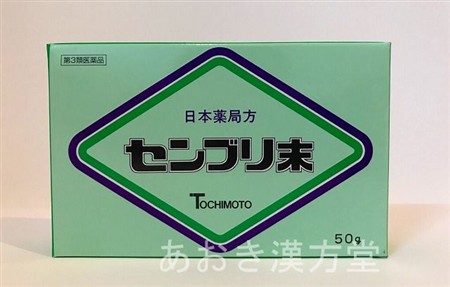 第3類医薬品
日本薬局方
センブリ末
TOCHIMOTO
50g
あおき漢方堂